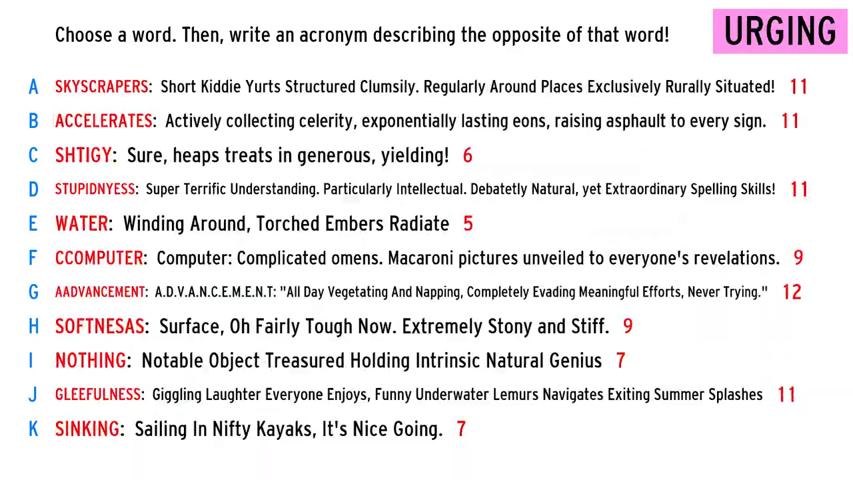 Choose a word. Then, write an acronym describing the opposite of that word!
URGING
A SKYSCRAPERS: Short Kiddie Yurts Structured Clumsily. Regularly Around Places Exclusively Rurally Situated! 11
B ACCELERATES: Actively collecting celerity, exponentially lasting eons, raising asphault to every sign. 11
C SHTIGY: Sure, heaps treats in generous, yielding! 6
D STUPIDNYESS: Super Terrific Understanding. Particularly Intellectual. Debatetly Natural, yet Extraordinary Spelling Skills! 11
E WATER: Winding Around, Torched Embers Radiate 5
F CCOMPUTER: Computer: Complicated omens. Macaroni pictures unveiled to everyone's revelations. 9
G AADVANCEMENT: A.D.V.A.N.C.E.M.E.N.T: "All Day Vegetating And Napping, Completely Evading Meaningful Efforts, Never Trying." 12
H SOFTNESAS: Surface, Oh Fairly Tough Now. Extremely Stony and Stiff. 9
I NOTHING: Notable Object Treasured Holding Intrinsic Natural Genius 7
J GLEEFULNESS: Giggling Laughter Everyone Enjoys, Funny Underwater Lemurs Navigates Exiting Summer Splashes 11
K SINKING: Sailing In Nifty Kayaks, It's Nice Going. 7